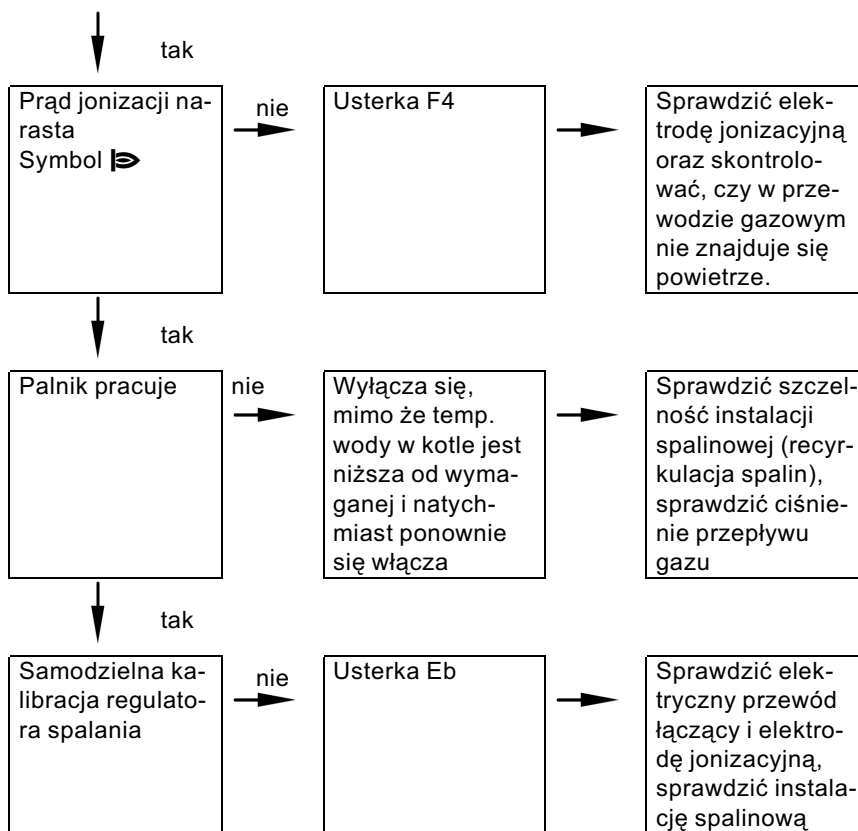 tak
Prąd jonizacji na-
rasta
Symbol
nie
Usterka F4
Sprawdzić elek-
trodę jonizacyjną
oraz skontrolo-
wać, czy w prze-
wodzie gazowym
nie znajduje się
powietrze.
tak
Palnik pracuje
nie
Wyłącza się,
mimo że temp.
wody w kotle jest
niższa od wyma-
ganej i natych-
miast ponownie
się włącza
Sprawdzić szczel-
ność instalacji
spalinowej (recyr-
kulacja spalin),
sprawdzić ciśnie-
nie przepływu
gazu
tak
Samodzielna ka-
libracja regulato-
ra spalania
nie
Usterka Eb
Sprawdzić elek-
tryczny przewód
łączący i elektro-
dę jonizacyjną,
sprawdzić instala-
cję spalinową